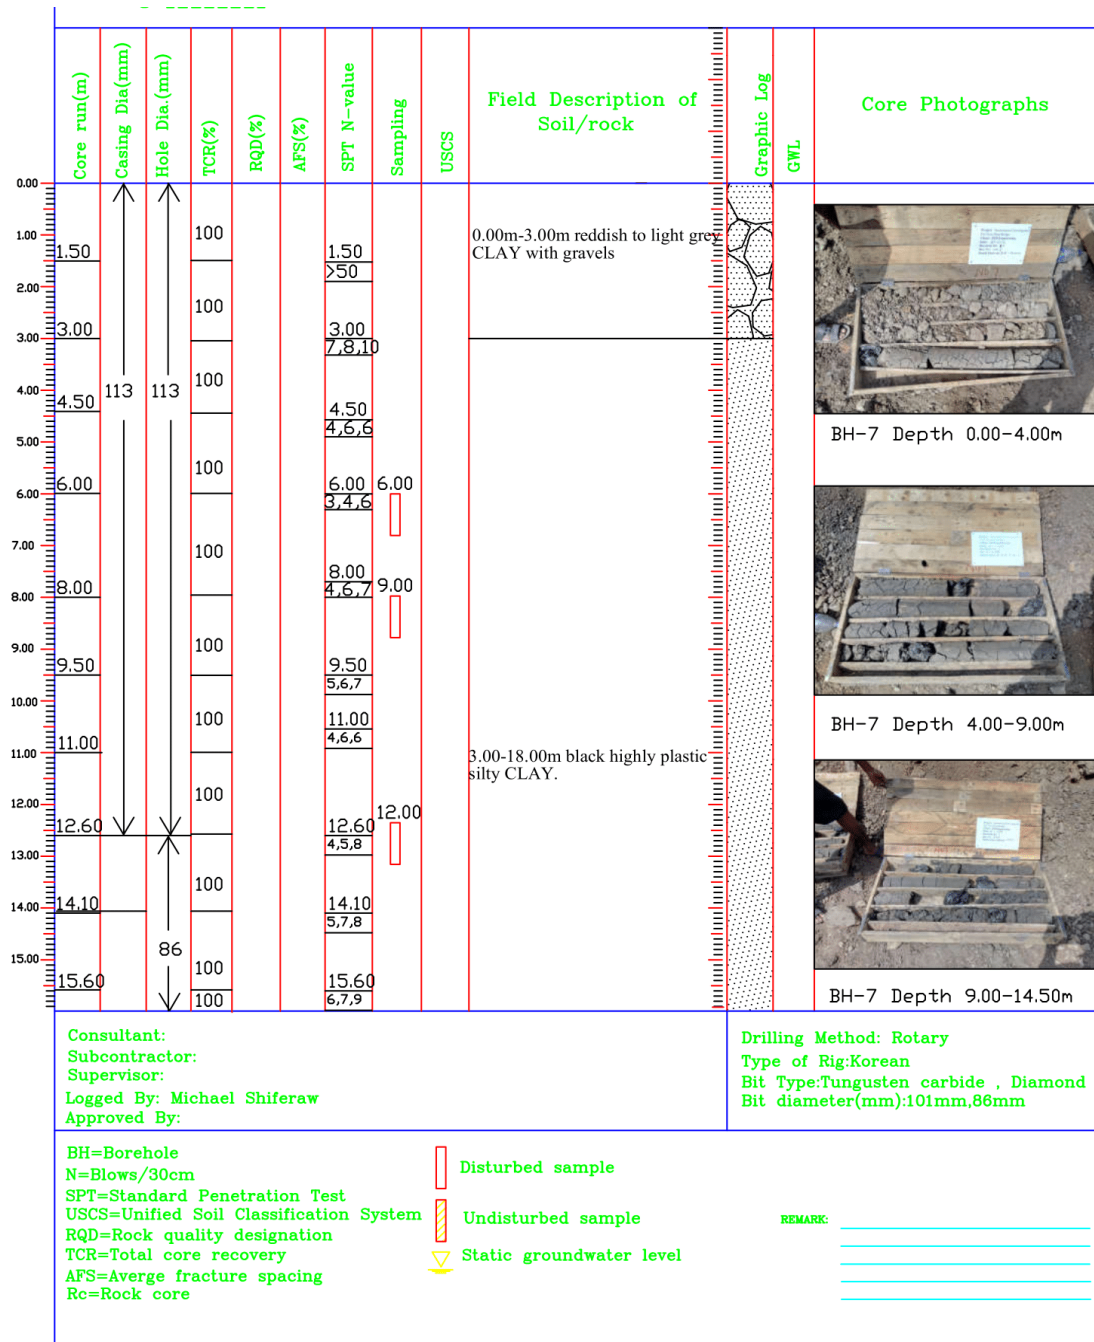 Core run(m)
Casing Dia(mm)
Hole Dia.(mm)
TCR(%)
RQD(%)
AFS(%)
SPT N-value
Sampling
USCS
Field Description of
Soil/rock
Graphic Log
GWL
Core Photographs
0.00
1.00
2.00
3.00
4.00
5.00
6.00
7.00
8.00
9.00
10.00
11.00
12.00
13.00
14.00
15.00
1.50
3.00
4.50
6.00
8.00
9.50
11.00
12.60
14.10
15.60
113
113
86
100
100
100
100
100
100
100
100
100
100
100
1.50
>50
3.00
7,8,10
4.50
4,6,6
6.00
3,4,6
8.00
4,6,7
9.50
5,6,7
11.00
4,6,6
12.60
4,5,8
14.10
5,7,8
15.60
6,7,9
6.00
9.00
12.00
0.00m-3.00m reddish to light grey
CLAY with gravels
3.00-18.00m black highly plastic
silty CLAY.
BH-7 Depth 0.00-4.00m
BH-7 Depth 4.00-9.00m
BH-7 Depth 9.00-14.50m
Consultant:
Subcontractor:
Supervisor:
Logged By: Michael Shiferaw
Approved By:
Drilling Method: Rotary
Type of Rig:Korean
Bit Type:Tungusten carbide , Diamond
Bit diameter(mm):101mm,86mm
BH=Borehole
N=Blows/30cm
SPT=Standard Penetration Test
USCS=Unified Soil Classification System
RQD=Rock quality designation
TCR=Total core recovery
AFS=Averge fracture spacing
Rc=Rock core
Disturbed sample
Undisturbed sample
Static groundwater level
REMARK: